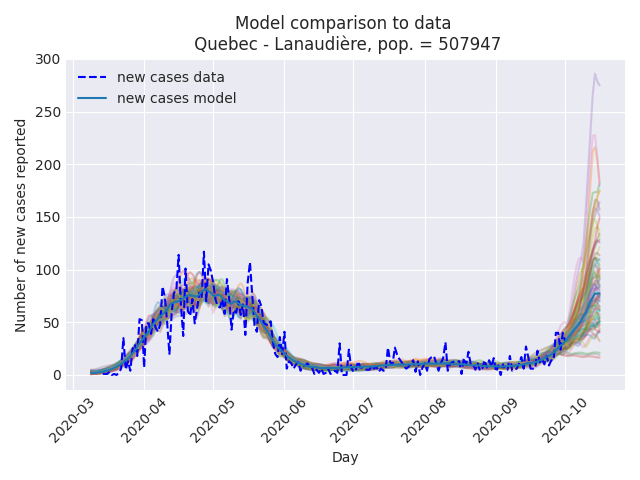 Model comparison to data
Quebec - Lanaudière, pop. = 507947
new cases data
new cases model
Number of new cases reported
300
250
200
150
100
50
0
2020-03
2020-04
2020-05
2020-06
2020-07
2020-08
2020-09
2020-10
Day